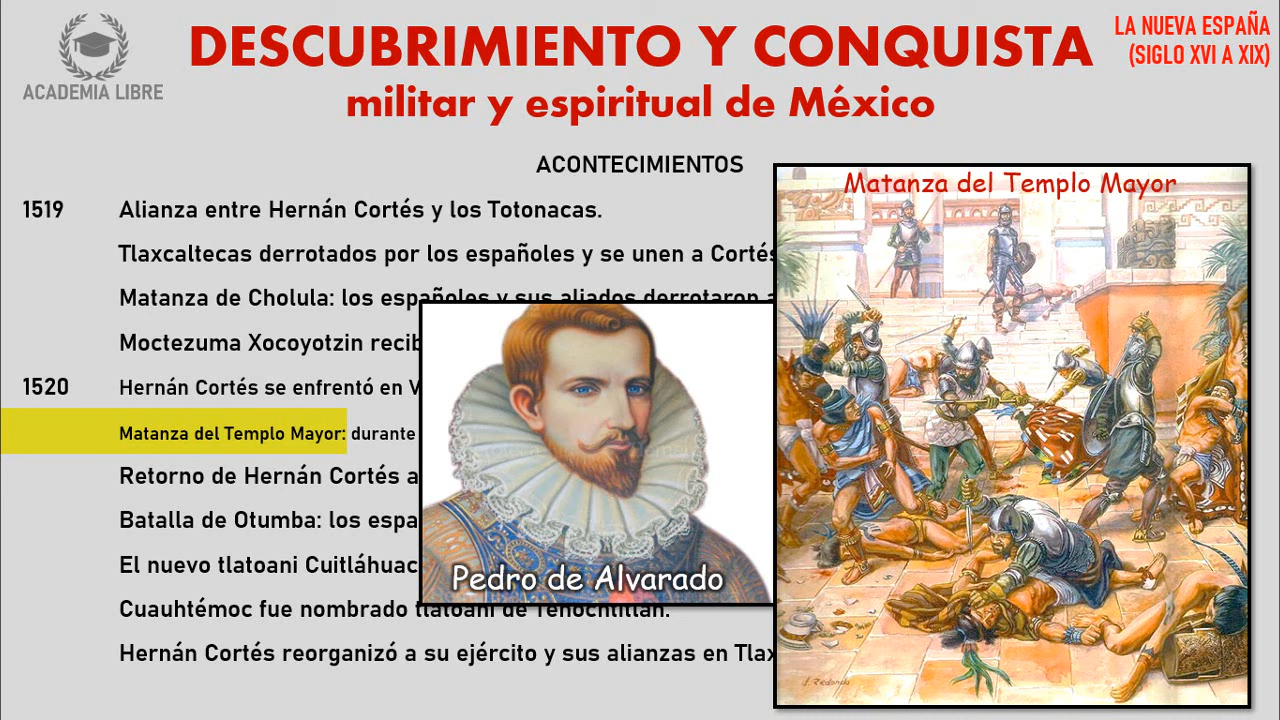 ACADEMIA LIBRE
DESCUBRIMIENTO Y CONQUISTA
militar y espiritual de México
LA NUEVA ESPAÑA
(SIGLO XVI A XIX)
ACONTECIMIENTOS
1519 Alianza entre Hernán Cortés y los Totonacas.
Tlaxcaltecas derrotados por los españoles y se unen a Cortés
Matanza de Cholula: los españoles y sus aliados derrotaron a
Moctezuma Xocoyotzin recib
1520 Hernán Cortés se enfrentó en V
Matanza del Templo Mayor: durante
Retorno de Hernán Cortés a
Batalla de Otumba: los espa
El nuevo tlatoani Cuitláhuac
Cuauhtémoc fue nombrado tlatoani de Tenochtitlan.
Hernán Cortés reorganizó a su ejército y sus alianzas en Tlax
Pedro de Alvarado
Matanza del Templo Mayor
J. Redondo